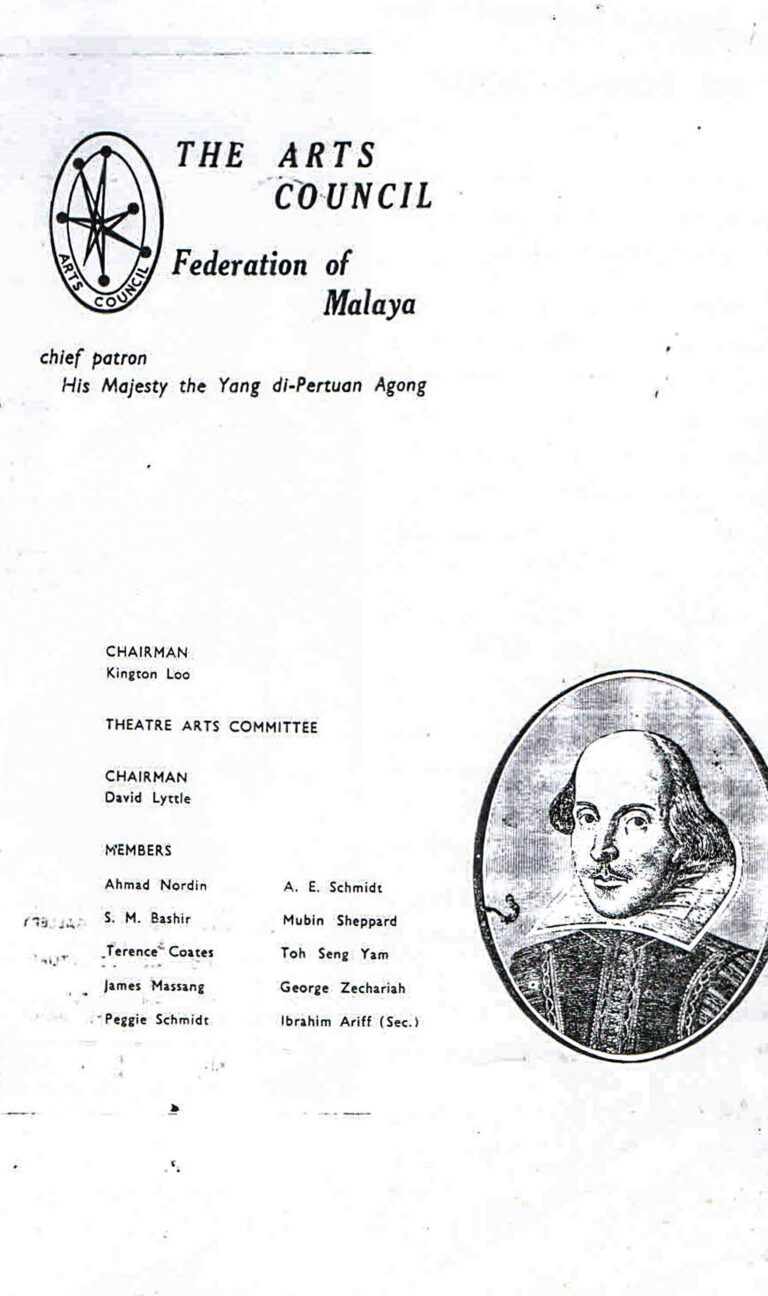 THE ARTS
COUNCIL
Federation of
Malaya
ARTS COUNCIL
chief patron
His Majesty the Yang di-Pertuan Agong
CHAIRMAN
Kington Loo
THEATRE ARTS COMMITTEE
CHAIRMAN
David Lyttle
MEMBERS
Ahmad Nordin A. E. Schmidt
S. M. Bashir Mubin Sheppard
Terence Coates Toh Seng Yam
James Massang George Zechariah
Peggie Schmidt Ibrahim Ariff (Sec.)